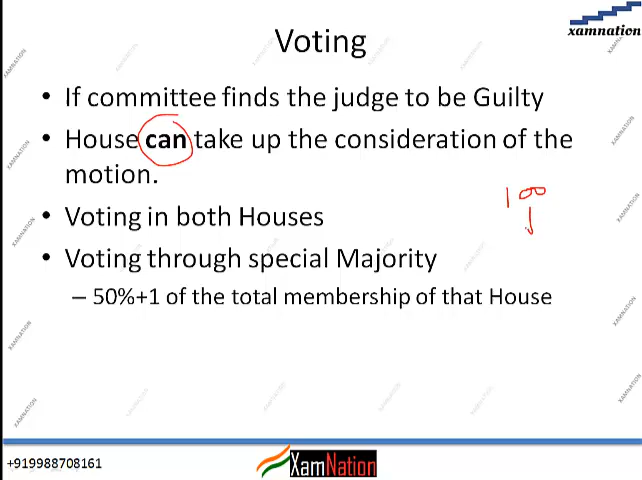 xamnation
Voting
• If committee finds the judge to be Guilty
• House can take up the consideration of the
motion.
100
• Voting in both Houses
• Voting through special Majority
– 50%+1 of the total membership of that House
+919988708161
XamNation